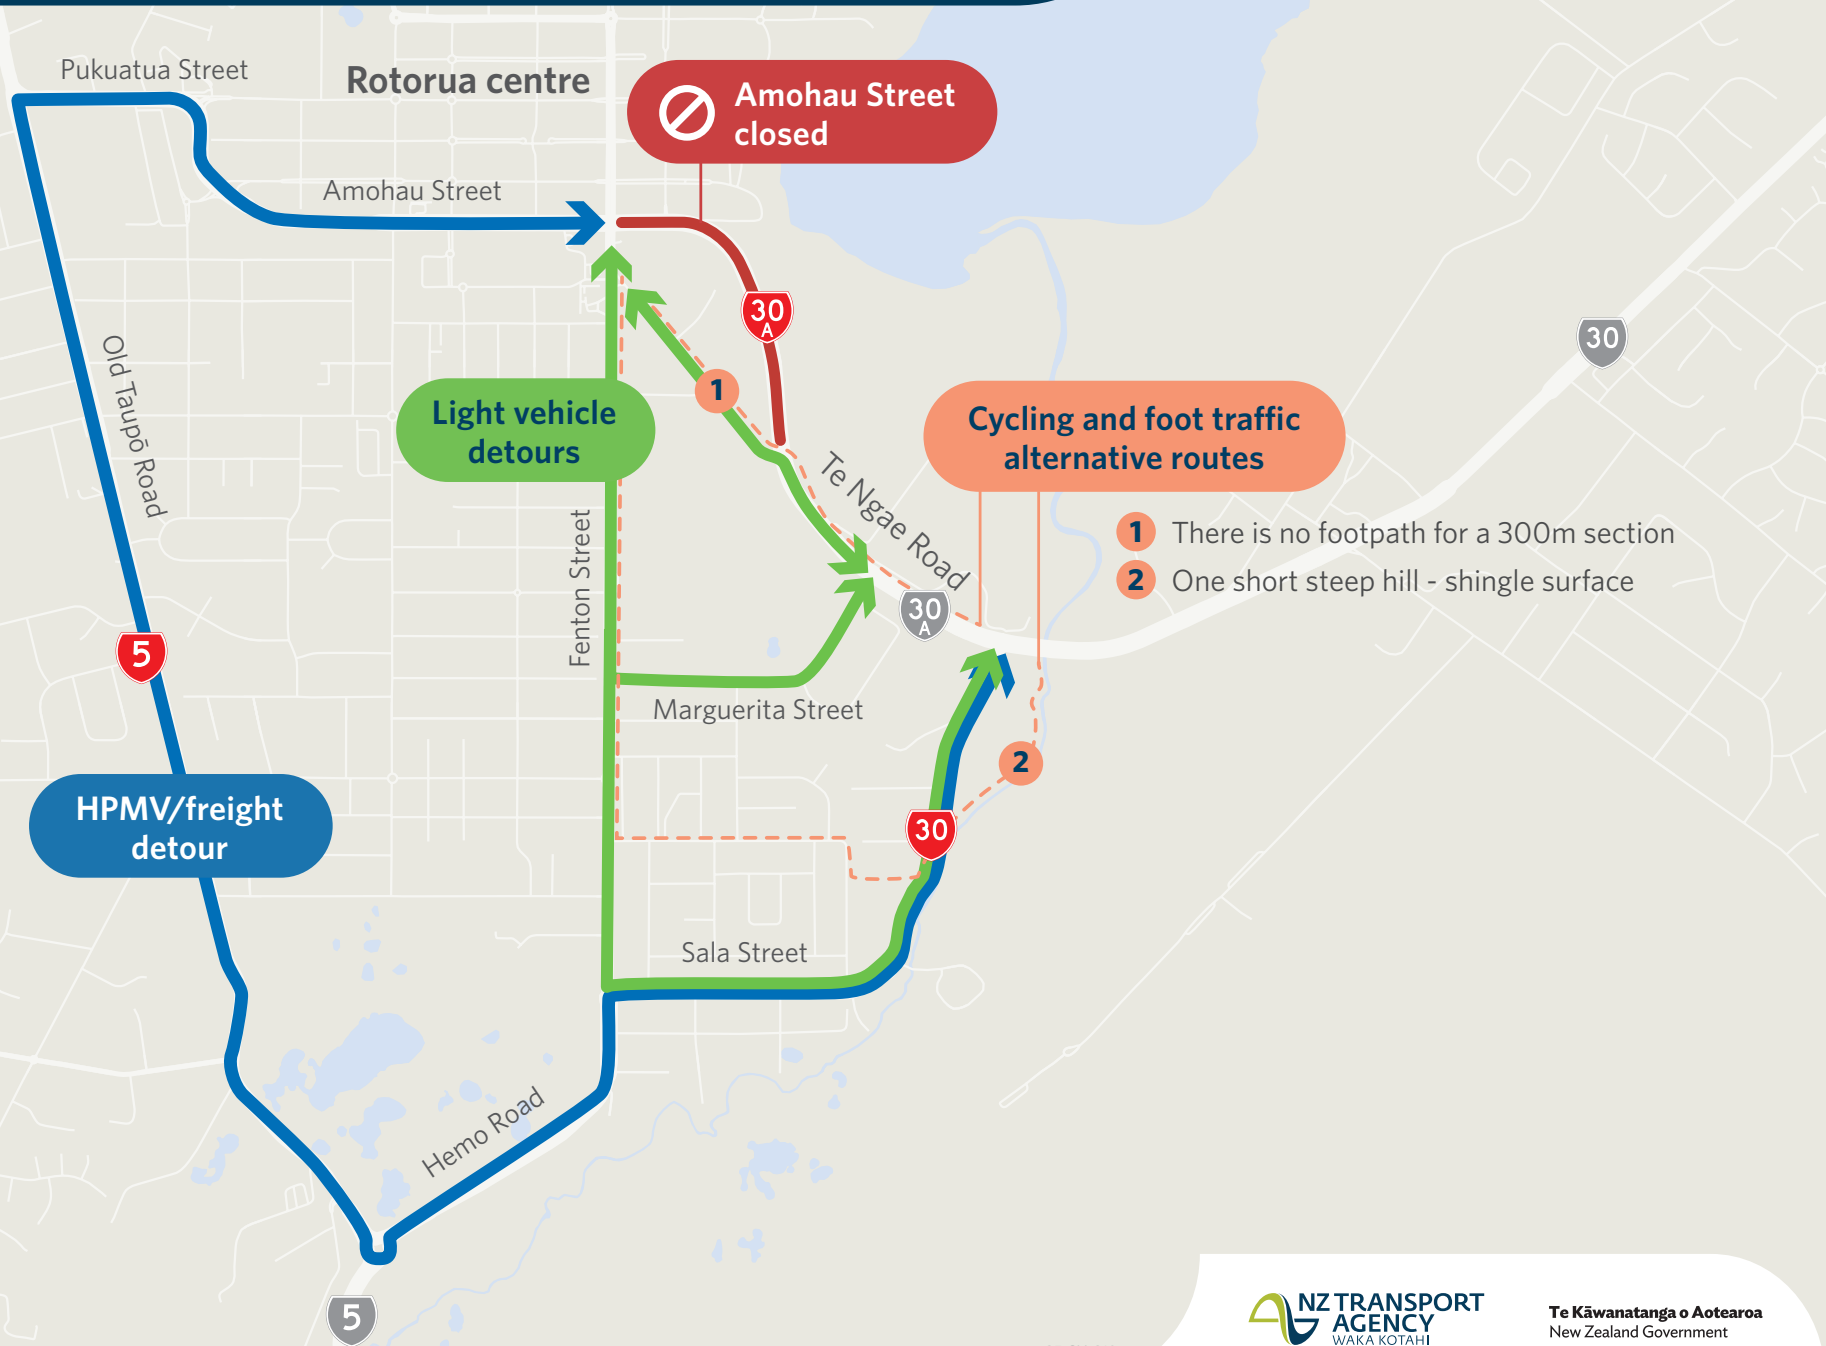 Pukuatua Street
Rotorua centre
Amohau Street
closed
Amohau Street
30
A
30
Old Taupō Road
Light vehicle
detours
1
Te Ngae Road
Cycling and foot traffic
alternative routes
1 There is no footpath for a 300m section
2 One short steep hill - shingle surface
Fenton Street
30
A
5
Marguerita Street
2
HPMV/freight
detour
30
Sala Street
Hemo Road
5
NZ TRANSPORT
AGENCY
WAKA KOTAHI
Te Kāwanatanga o Aotearoa
New Zealand Government